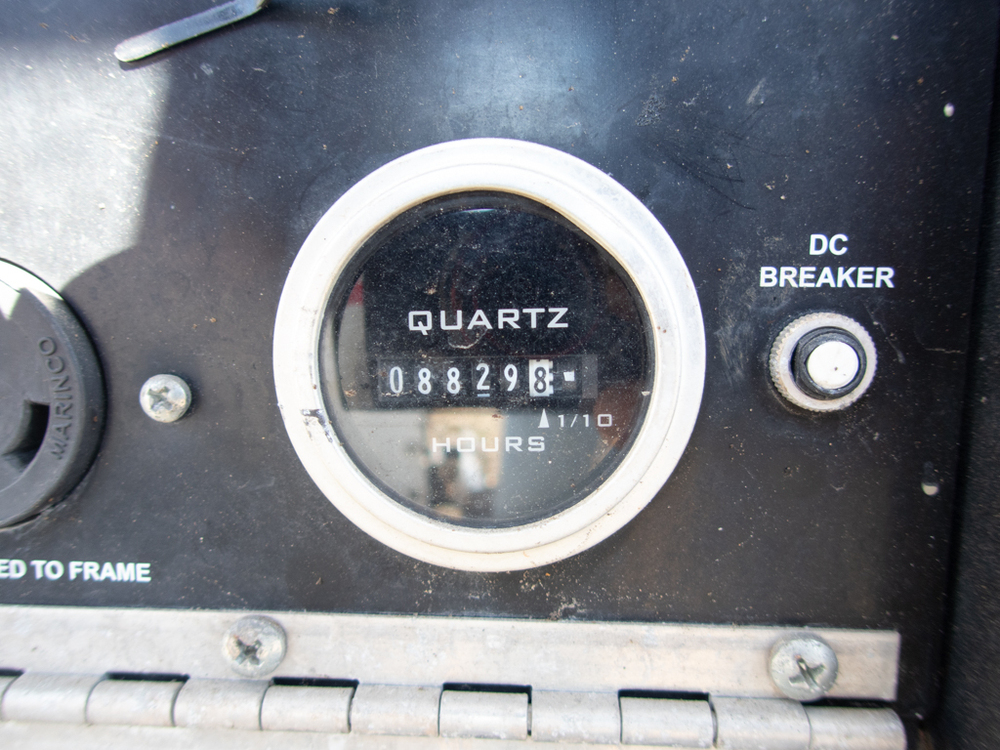 DC
BREAKER
QUARTZ
088298
1/10
HOURS
MARINCO
ED TO FRAME